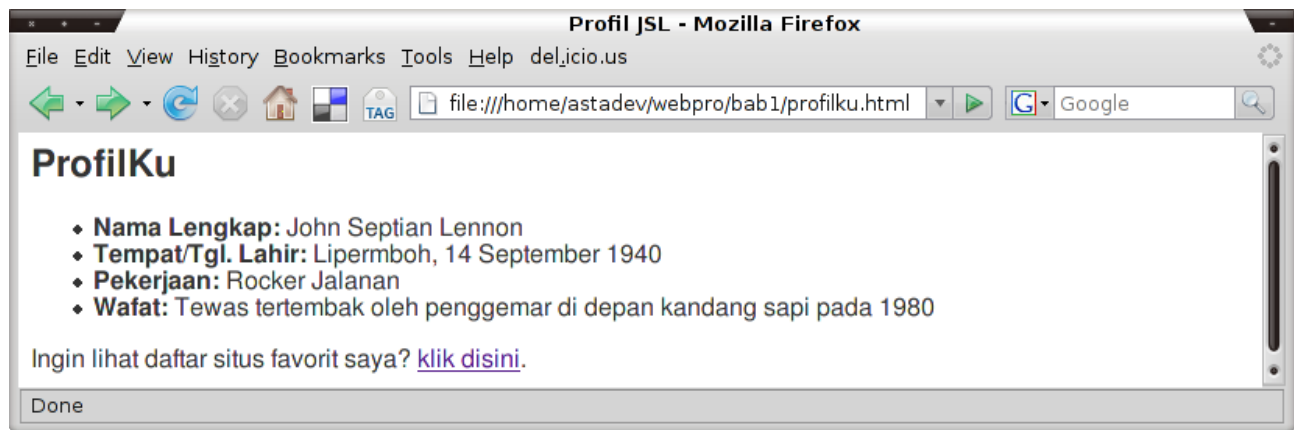 Profil JSL - Mozilla Firefox
File Edit View History Bookmarks Tools Help del.icio.us
TAG file:///home/astadev/webpro/bab1/profilku.html G Google
ProfilKu
Nama Lengkap: John Septian Lennon
Tempat/Tgl. Lahir: Lipermboh, 14 September 1940
Pekerjaan: Rocker Jalanan
Wafat: Tewas tertembak oleh penggemar di depan kandang sapi pada 1980
Ingin lihat daftar situs favorit saya? klik disini.
Done